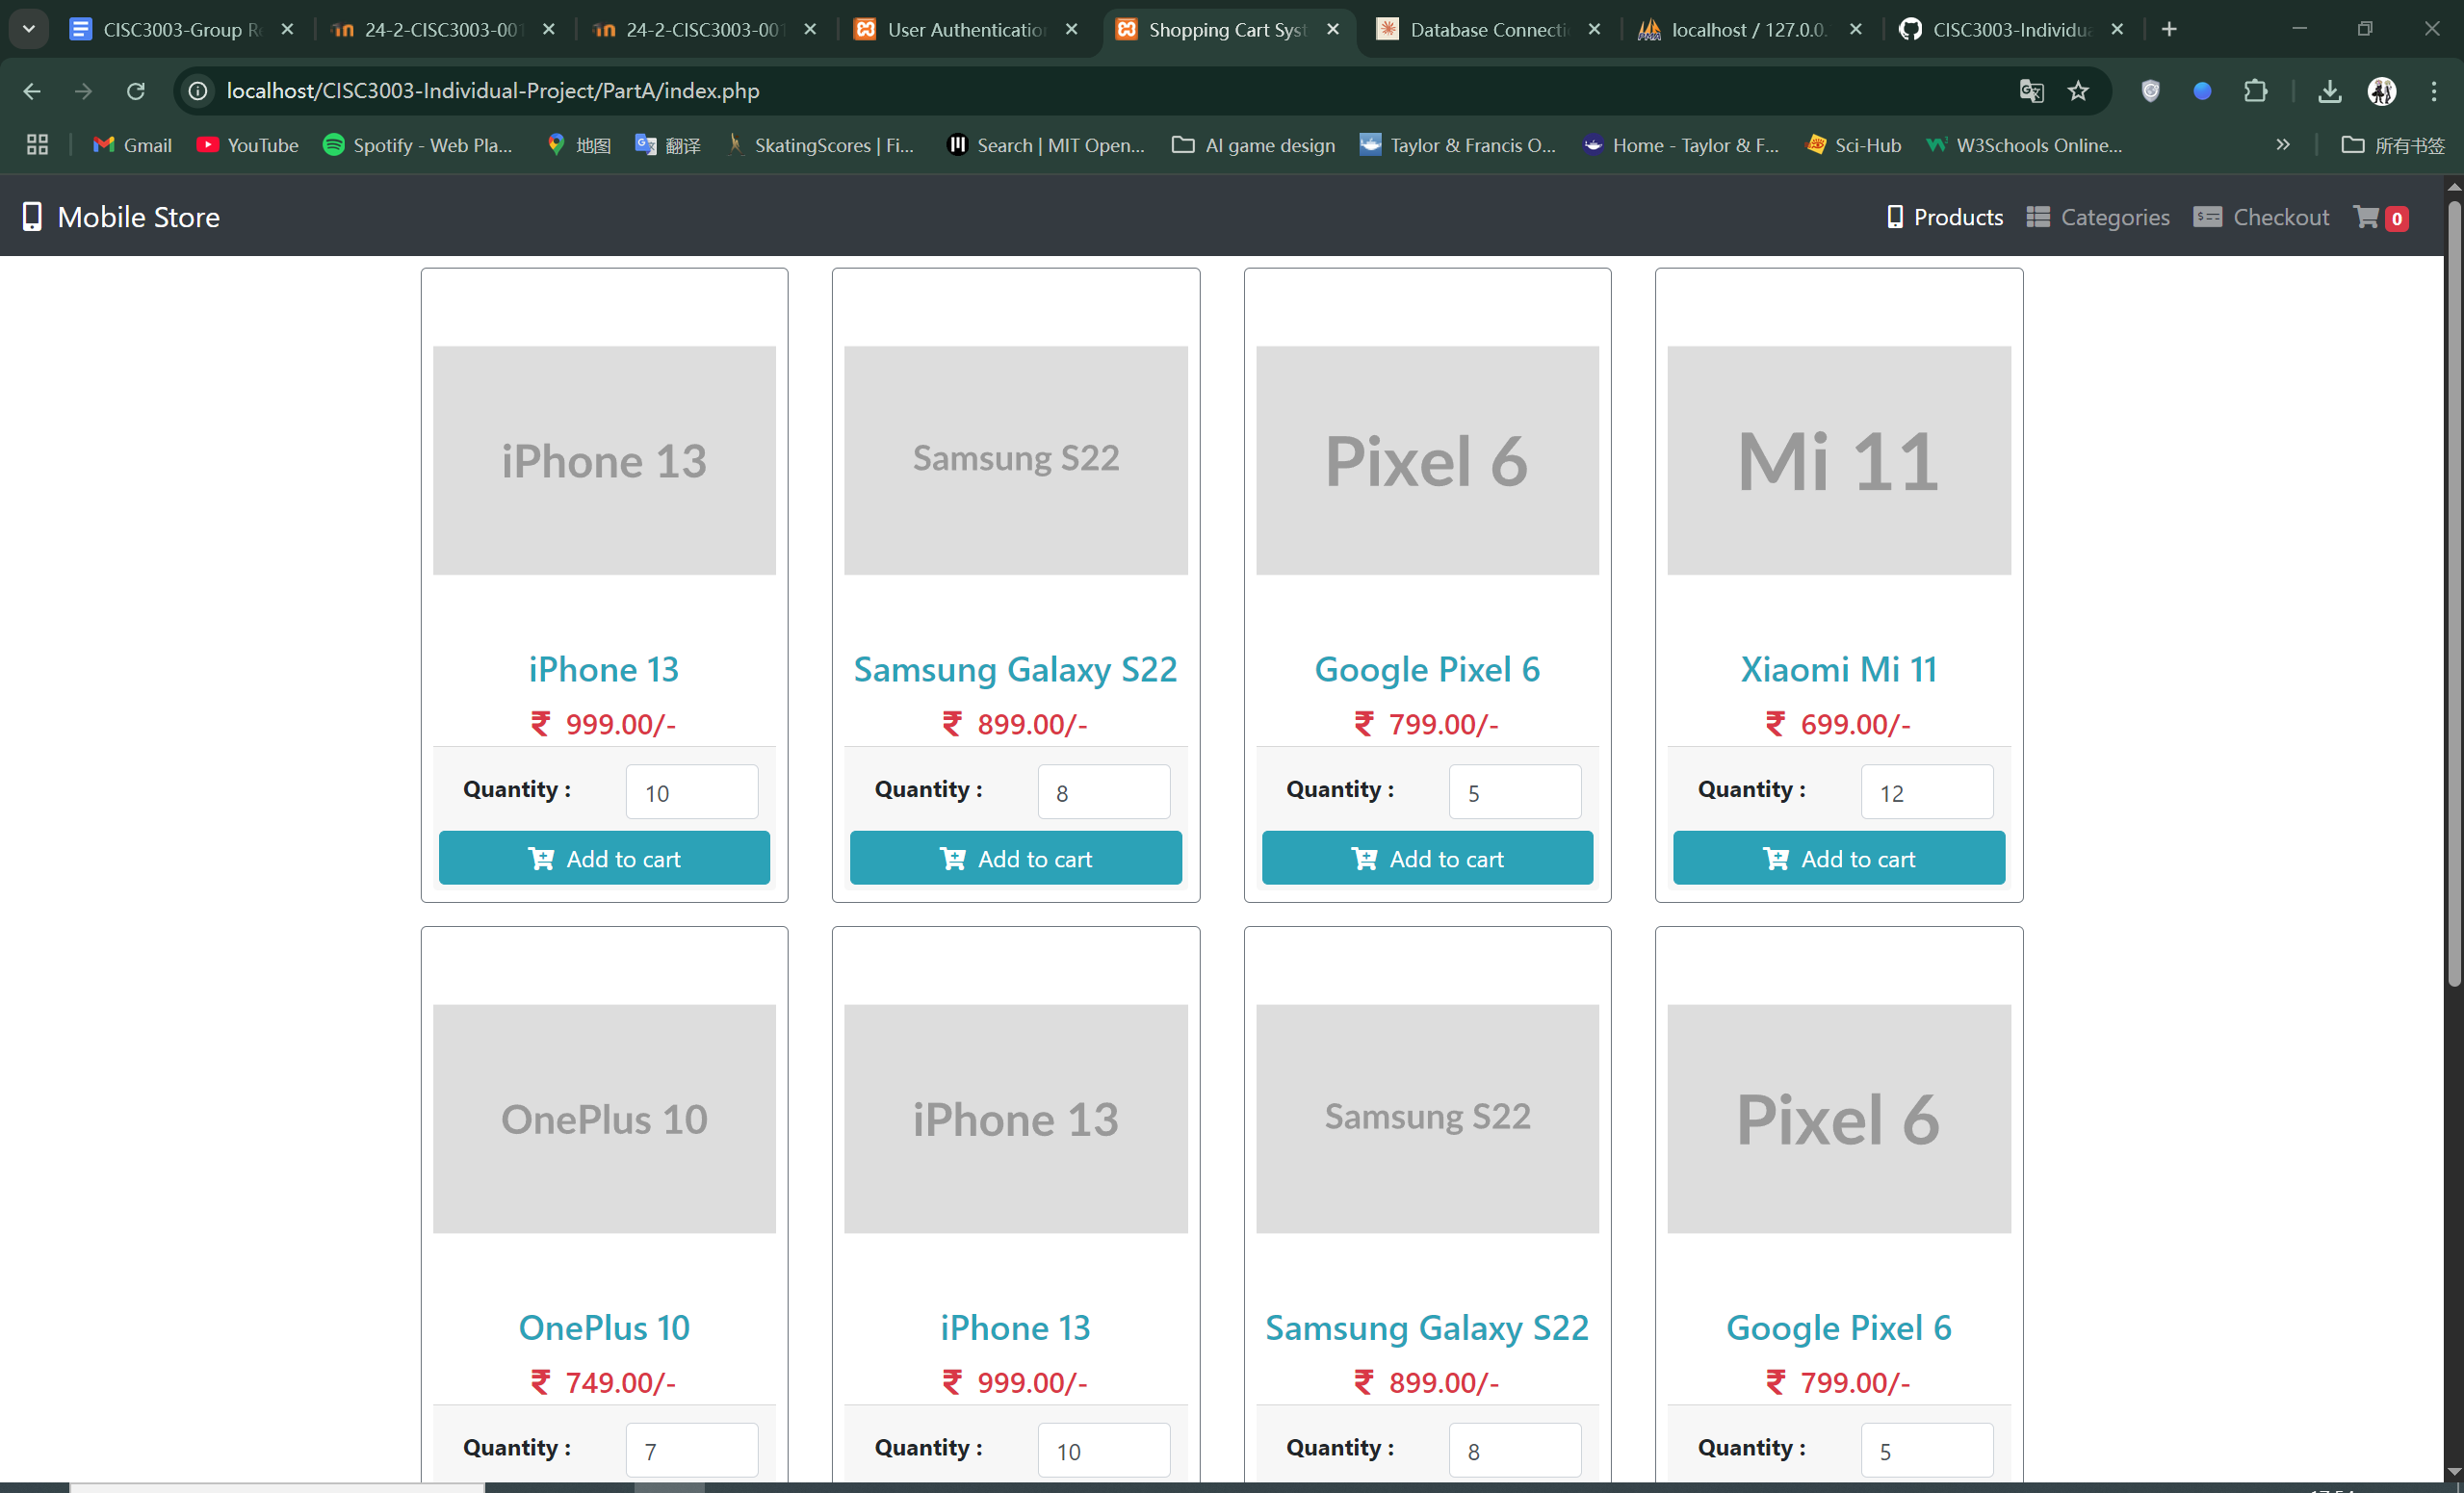 CISC3003-Group Re
24-2-CISC3003-001
24-2-CISC3003-001
User Authentication
Shopping Cart Syst
Database Connecti
localhost / 127.0.0.
CISC3003-Individua
localhost/CISC3003-Individual-Project/PartA/index.php
Gmail
YouTube
Spotify - Web Pla...
地图
翻译
SkatingScores | Fi...
Search | MIT Open...
AI game design
Taylor & Francis O...
Home - Taylor & F...
Sci-Hub
W3Schools Online...
所有书签
Mobile Store
Products
Categories
Checkout
0
iPhone 13
Samsung S22
Pixel 6
Mi 11
iPhone 13
Samsung Galaxy S22
Google Pixel 6
Xiaomi Mi 11
₹ 999.00/-
₹ 899.00/-
₹ 799.00/-
₹ 699.00/-
Quantity : 10
Quantity : 8
Quantity : 5
Quantity : 12
Add to cart
Add to cart
Add to cart
Add to cart
OnePlus 10
iPhone 13
Samsung S22
Pixel 6
OnePlus 10
iPhone 13
Samsung Galaxy S22
Google Pixel 6
₹ 749.00/-
₹ 999.00/-
₹ 899.00/-
₹ 799.00/-
Quantity : 7
Quantity : 10
Quantity : 8
Quantity : 5